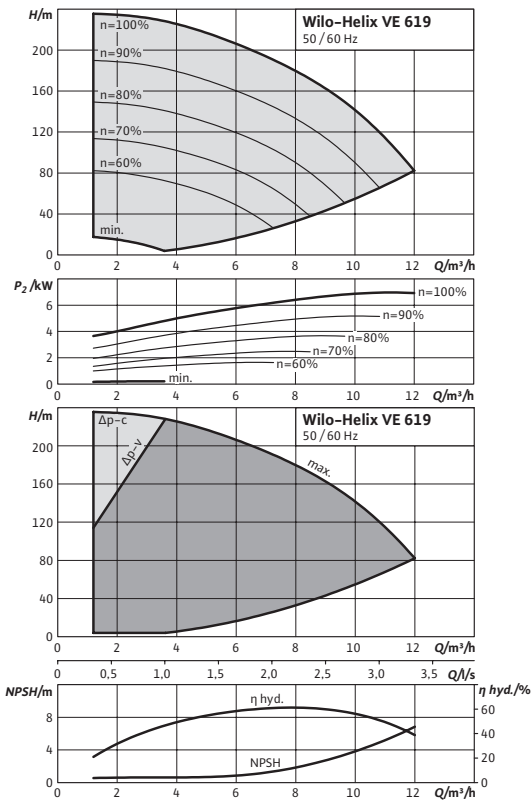 H/m
Wilo-Helix VE 619
50 / 60 Hz
n=100%
n=90%
n=80%
n=70%
n=60%
min.
200
160
120
80
40
0
0 2 4 6 8 10 12 Q/m³/h
P₂ /kW
n=100%
n=90%
n=80%
n=70%
n=60%
min.
6
4
2
0
0 2 4 6 8 10 12 Q/m³/h
H/m
Wilo-Helix VE 619
50 / 60 Hz
Δp-c
Δp-v
max.
200
160
120
80
40
0
0 2 4 6 8 10 12 Q/m³/h
0 0,5 1,0 1,5 2,0 2,5 3,0 3,5 Q/l/s
NPSH/m
η hyd./%
η hyd.
NPSH
8
4
0
60
40
20
0
0 2 4 6 8 10 12 Q/m³/h